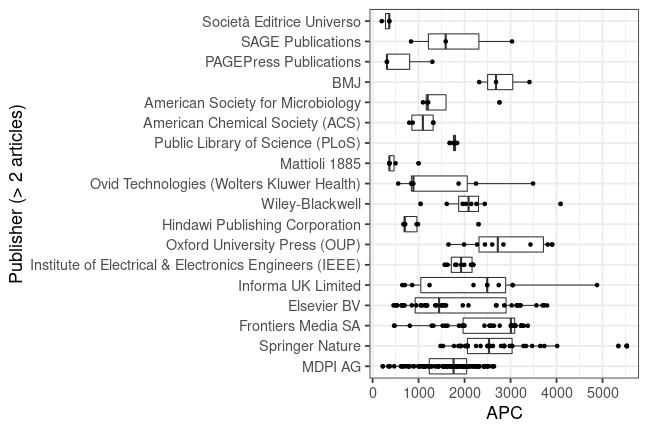 Publisher (> 2 articles)
Società Editrice Universo
SAGE Publications
PAGEPress Publications
BMJ
American Society for Microbiology
American Chemical Society (ACS)
Public Library of Science (PLoS)
Mattioli 1885
Ovid Technologies (Wolters Kluwer Health)
Wiley-Blackwell
Hindawi Publishing Corporation
Oxford University Press (OUP)
Institute of Electrical & Electronics Engineers (IEEE)
Informa UK Limited
Elsevier BV
Frontiers Media SA
Springer Nature
MDPI AG
0 1000 2000 3000 4000 5000
APC